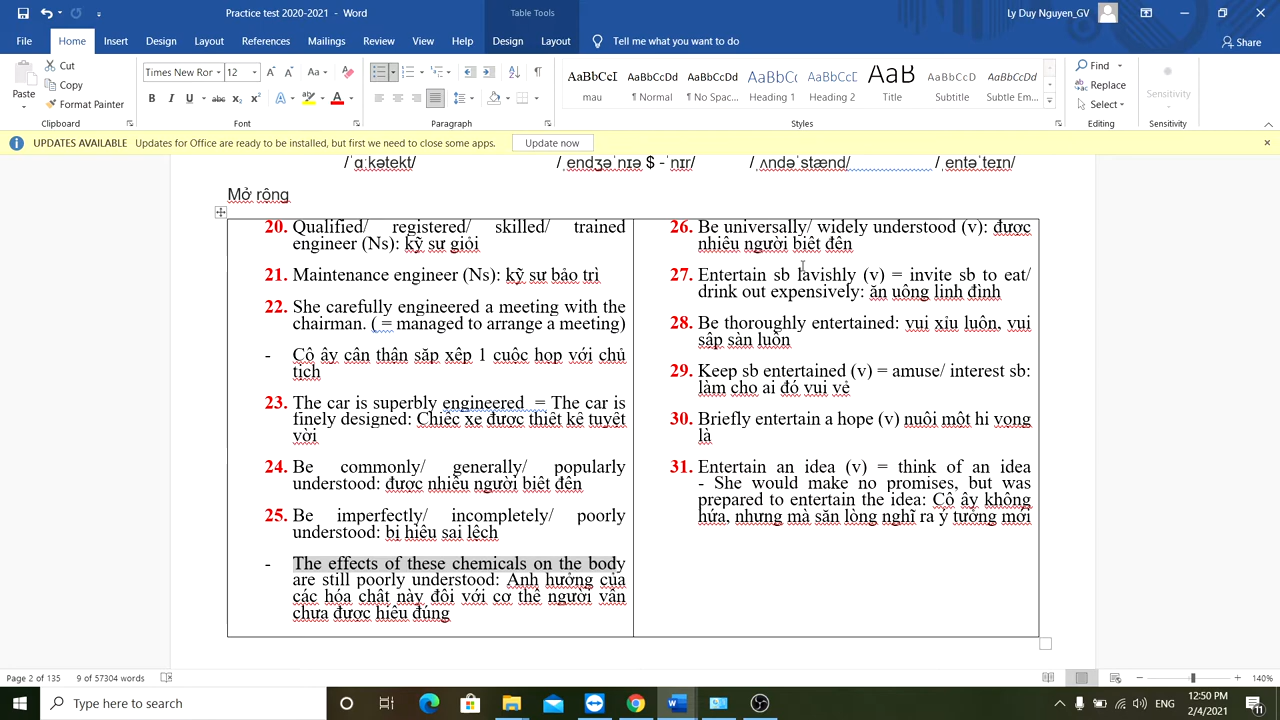 Practice test 2020-2021 - Word
Table Tools
Ly Duy Nguyen_GV
File
Home
Insert
Design
Layout
References
Mailings
Review
View
Help
Design
Layout
Tell me what you want to do
Share
Paste
Cut
Copy
Format Painter
Times New Ror
12
AaBbCcI
mau
AaBbCcDd
¶ Normal
AaBbCcDd
¶ No Spac...
AaBbCcI
Heading 1
AaBbCcD
Heading 2
AaB
Title
AaBbCcD
Subtitle
AaBbCcDd
Subtle Em...
Find
Replace
Select
Sensitivity
Clipboard
Font
Paragraph
Styles
Editing
Sensitivity
UPDATES AVAILABLE Updates for Office are ready to be installed, but first we need to close some apps.
Update now
/ˈɑːkətekt/
/ˌendʒəˈnɪə $ -ˈnɪr/
/ˌʌndəˈstænd/
/ˌentəˈteɪn/
Mở rộng
20. Qualified/ registered/ skilled/ trained
engineer (Ns): kỹ sư giỏi
21. Maintenance engineer (Ns): kỹ sư bảo trì
22. She carefully engineered a meeting with the
chairman. ( = managed to arrange a meeting)
- Cô ấy cẩn thận sắp xếp 1 cuộc họp với chủ
tịch
23. The car is superbly engineered = The car is
finely designed: Chiếc xe được thiết kế tuyệt
vời
24. Be commonly/ generally/ popularly
understood: được nhiều người biết đến
25. Be imperfectly/ incompletely/ poorly
understood: bị hiểu sai lệch
- The effects of these chemicals on the body
are still poorly understood: Ảnh hưởng của
các hóa chất này đối với cơ thể người vẫn
chưa được hiểu đúng
26. Be universally/ widely understood (v): được
nhiều người biết đến
27. Entertain sb lavishly (v) = invite sb to eat/
drink out expensively: ăn uống linh đình
28. Be thoroughly entertained: vui xỉu luôn, vui
sập sàn luôn
29. Keep sb entertained (v) = amuse/ interest sb:
làm cho ai đó vui vẻ
30. Briefly entertain a hope (v) nuôi một hi vọng
là
31. Entertain an idea (v) = think of an idea
- She would make no promises, but was
prepared to entertain the idea: Cô ấy không
hứa, nhưng mà sẵn lòng nghĩ ra ý tưởng mới
Page 2 of 135
9 of 57304 words
140%
Type here to search
12:50 PM
2/4/2021
11